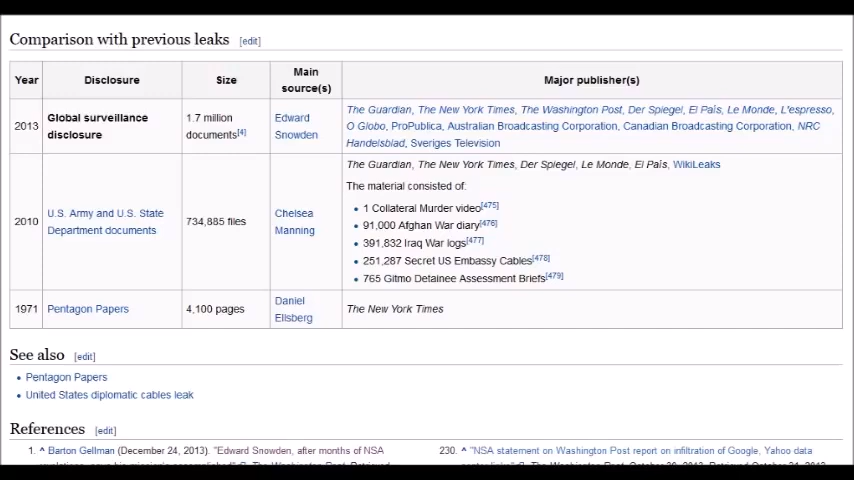 Comparison with previous leaks [edit]
Year Disclosure Size Main source(s) Major publisher(s)
2013 Global surveillance disclosure 1.7 million documents[4] Edward Snowden The Guardian, The New York Times, The Washington Post, Der Spiegel, El País, Le Monde, L'espresso,
O Globo, ProPublica, Australian Broadcasting Corporation, Canadian Broadcasting Corporation, NRC
Handelsblad, Sveriges Television
2010 U.S. Army and U.S. State Department documents 734,885 files Chelsea Manning The Guardian, The New York Times, Der Spiegel, Le Monde, El País, WikiLeaks
The material consisted of:
• 1 Collateral Murder video[475]
• 91,000 Afghan War diary[476]
• 391,832 Iraq War logs[477]
• 251,287 Secret US Embassy Cables[478]
• 765 Gitmo Detainee Assessment Briefs[479]
1971 Pentagon Papers 4,100 pages Daniel Ellsberg The New York Times
See also [edit]
• Pentagon Papers
• United States diplomatic cables leak
References [edit]
1. ^ Barton Gellman (December 24, 2013). "Edward Snowden, after months of NSA
230. ^ "NSA statement on Washington Post report on infiltration of Google, Yahoo data